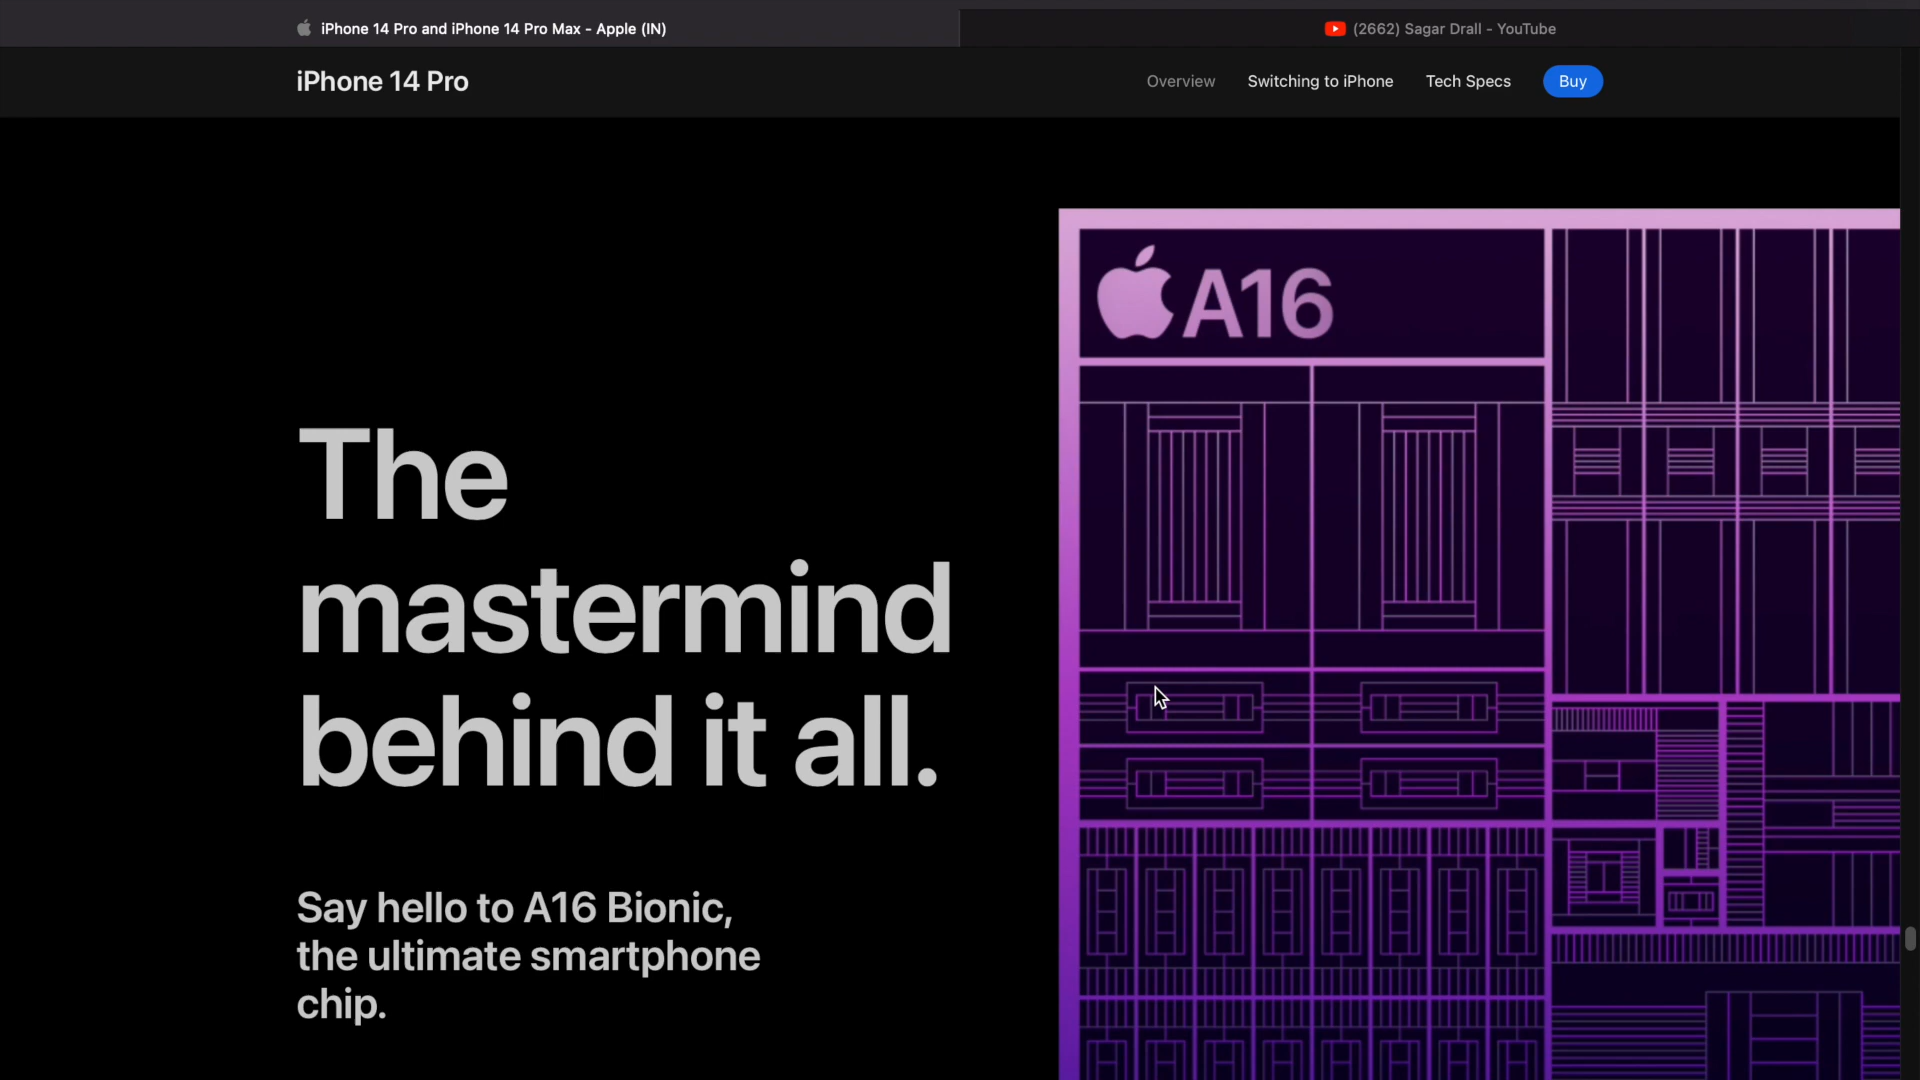 iPhone 14 Pro and iPhone 14 Pro Max - Apple (IN)
(2662) Sagar Drall - YouTube
iPhone 14 Pro
Overview
Switching to iPhone
Tech Specs
Buy
A16
The
mastermind
behind it all.
Say hello to A16 Bionic,
the ultimate smartphone
chip.